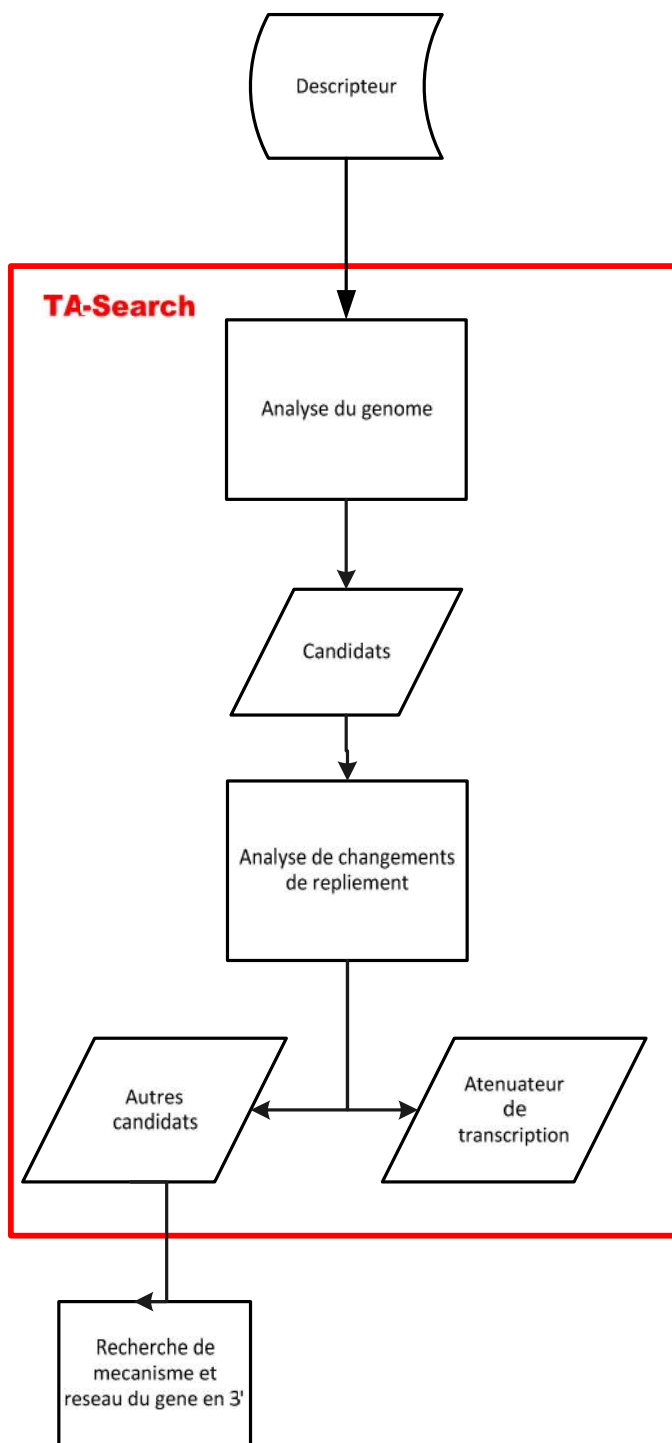 Descripteur
TA-Search
Analyse du genome
Candidats
Analyse de changements
de repliement
Autres
candidats
Atenuateur
de
transcription
Recherche de
mecanisme et
reseau du gene en 3'